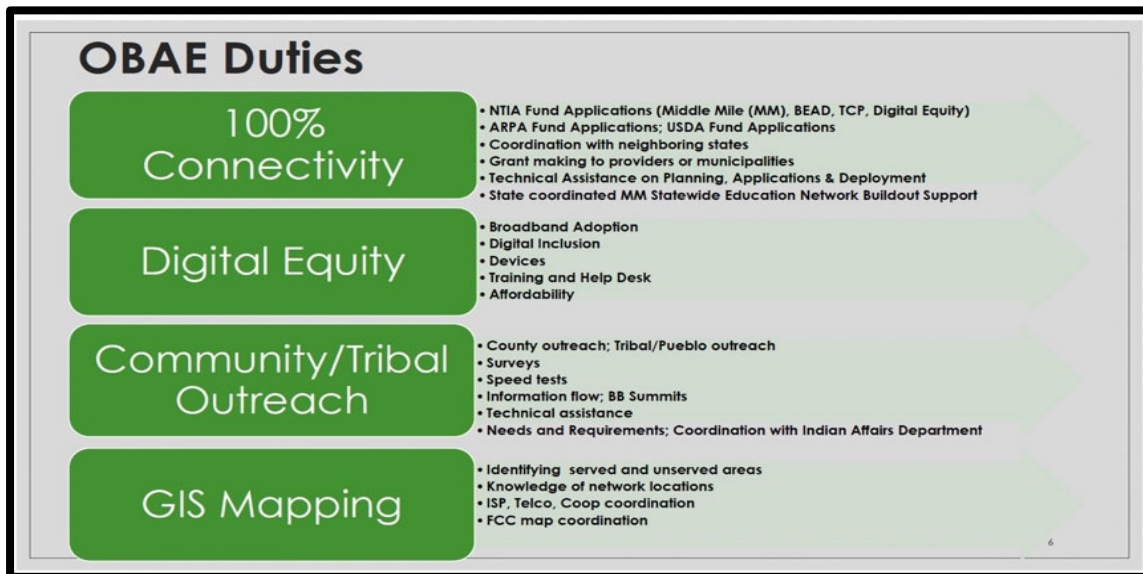 OBAE Duties
100%
Connectivity
• NTIA Fund Applications (Middle Mile (MM), BEAD, TCP, Digital Equity)
• ARPA Fund Applications; USDA Fund Applications
• Coordination with neighboring states
• Grant making to providers or municipalities
• Technical Assistance on Planning, Applications & Deployment
• State coordinated MM Statewide Education Network Buildout Support
Digital Equity
• Broadband Adoption
• Digital Inclusion
• Devices
• Training and Help Desk
• Affordability
Community/Tribal
Outreach
• County outreach; Tribal/Pueblo outreach
• Surveys
• Speed tests
• Information flow; BB Summits
• Technical assistance
• Needs and Requirements; Coordination with Indian Affairs Department
GIS Mapping
• Identifying served and unserved areas
• Knowledge of network locations
• ISP, Telco, Coop coordination
• FCC map coordination
6